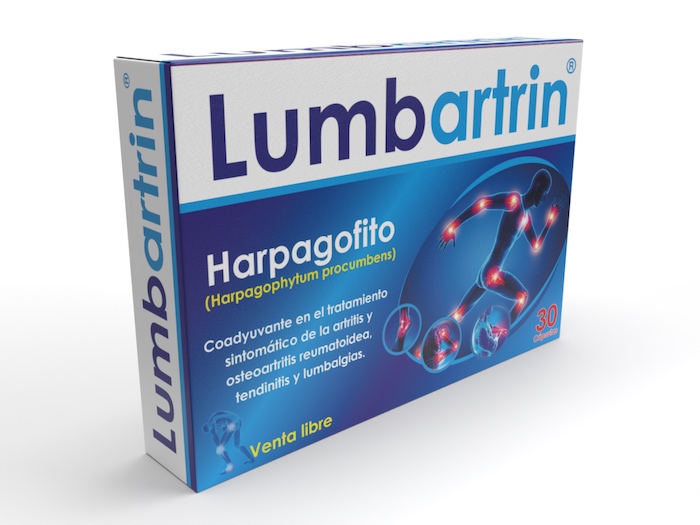 Lumbartrin®
Lumbartrin®
Harpagofito
(Harpagophytum procumbens)
Coadyuvante en el tratamiento
sintomático de la artritis y
osteoartritis reumatoidea,
tendinitis y lumbalgias.
Venta libre
30
Cápsulas